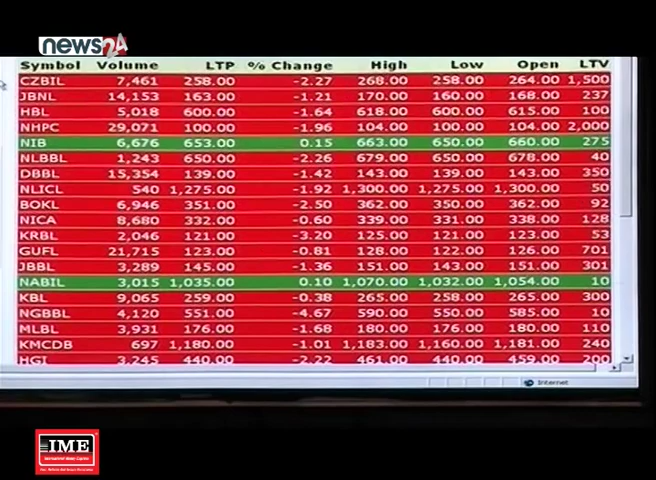 news24
Symbol Volume LTP % Change High Low Open LTV
CZBIL 7,461 258.00 -2.27 268.00 258.00 264.00 1,500
JBNL 14,153 163.00 -1.21 170.00 160.00 168.00 237
HBL 5,018 600.00 -1.64 618.00 600.00 615.00 100
NHPC 29,071 100.00 -1.96 104.00 100.00 104.00 2,000
NIB 6,676 653.00 0.15 663.00 650.00 660.00 275
NLBBL 1,243 650.00 -2.26 679.00 650.00 678.00 40
DBBL 15,354 139.00 -1.42 143.00 139.00 143.00 350
NLICL 540 1,275.00 -1.92 1,300.00 1,275.00 1,300.00 50
BOKL 6,946 351.00 -2.50 362.00 350.00 362.00 92
NICA 8,680 332.00 -0.60 339.00 331.00 338.00 128
KRBL 2,046 121.00 -3.20 125.00 121.00 123.00 53
GUFL 21,715 123.00 -0.81 128.00 122.00 126.00 701
JBBL 3,289 145.00 -1.36 151.00 143.00 151.00 301
NABIL 3,015 1,035.00 0.10 1,070.00 1,032.00 1,054.00 10
KBL 9,065 259.00 -0.38 265.00 258.00 265.00 300
NGBBL 4,120 551.00 -4.67 590.00 550.00 585.00 10
MLBL 3,931 176.00 -1.68 180.00 176.00 180.00 110
KMCDB 697 1,180.00 -1.01 1,183.00 1,160.00 1,181.00 240
HGI 3,245 440.00 -2.22 461.00 440.00 459.00 200
Internet
IME